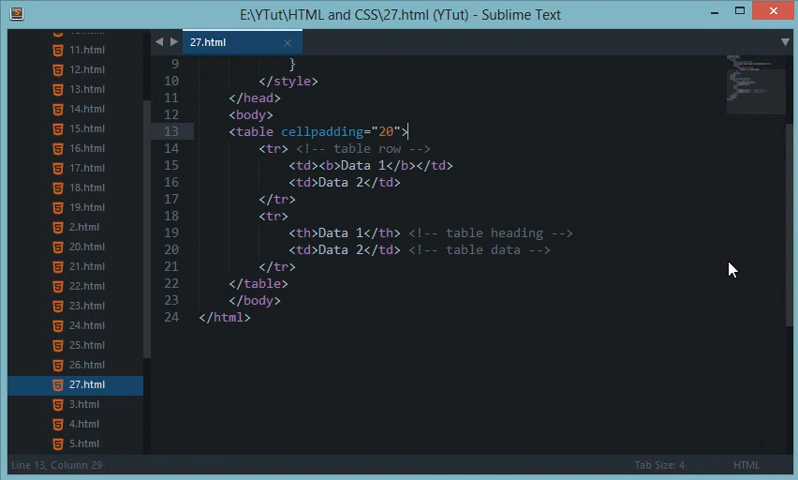 E:\YTut\HTML and CSS\27.html (YTut) - Sublime Text
11.html
12.html
13.html
14.html
15.html
16.html
17.html
18.html
19.html
2.html
20.html
21.html
22.html
23.html
24.html
25.html
26.html
27.html
3.html
4.html
5.html
27.html
9 }
10 </style>
11 </head>
12 <body>
13 <table cellpadding="20">
14 <tr> <!-- table row -->
15 <td><b>Data 1</b></td>
16 <td>Data 2</td>
17 </tr>
18 <tr>
19 <th>Data 1</th> <!-- table heading -->
20 <td>Data 2</td> <!-- table data -->
21 </tr>
22 </table>
23 </body>
24 </html>
Line 13, Column 29
Tab Size: 4
HTML